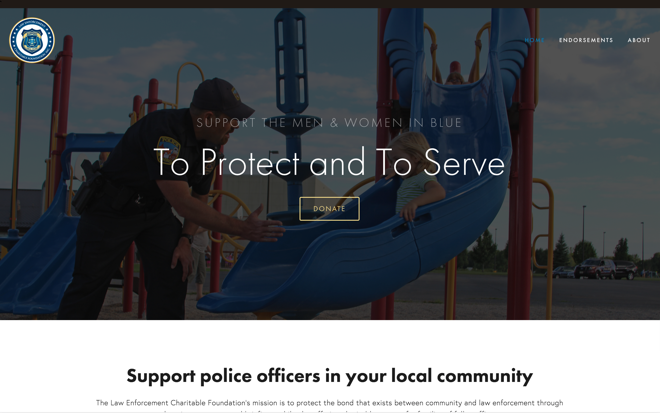 HOME
ENDORSEMENTS
ABOUT
SUPPORT THE MEN & WOMEN IN BLUE
To Protect and To Serve
DONATE
Support police officers in your local community
The Law Enforcement Charitable Foundation's mission is to protect the bond that exists between community and law enforcement through